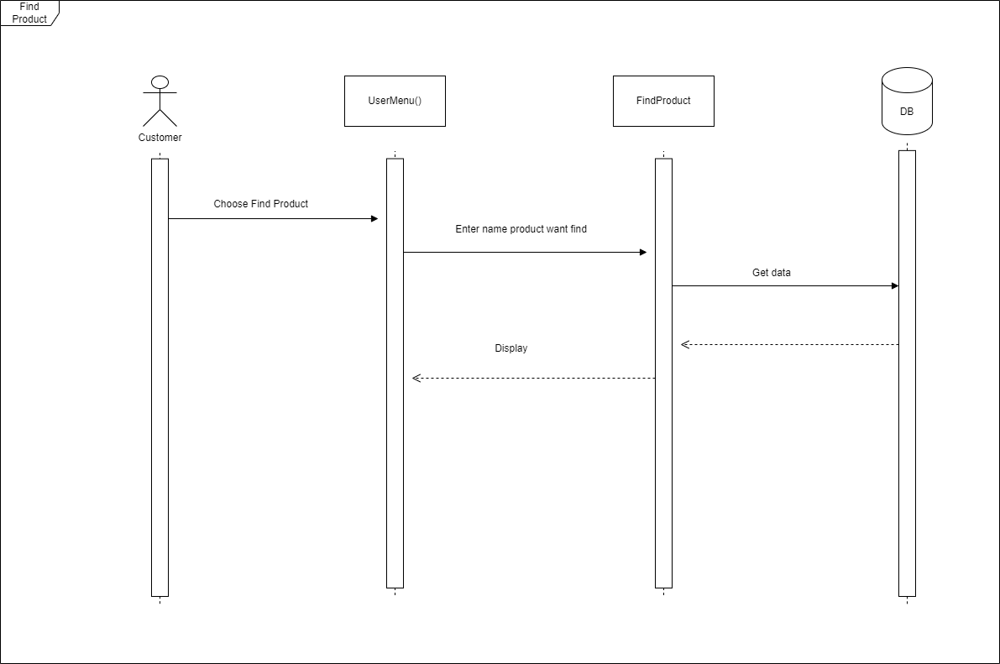 Find
Product
Customer
UserMenu()
FindProduct
DB
Choose Find Product
Enter name product want find
Get data
Display